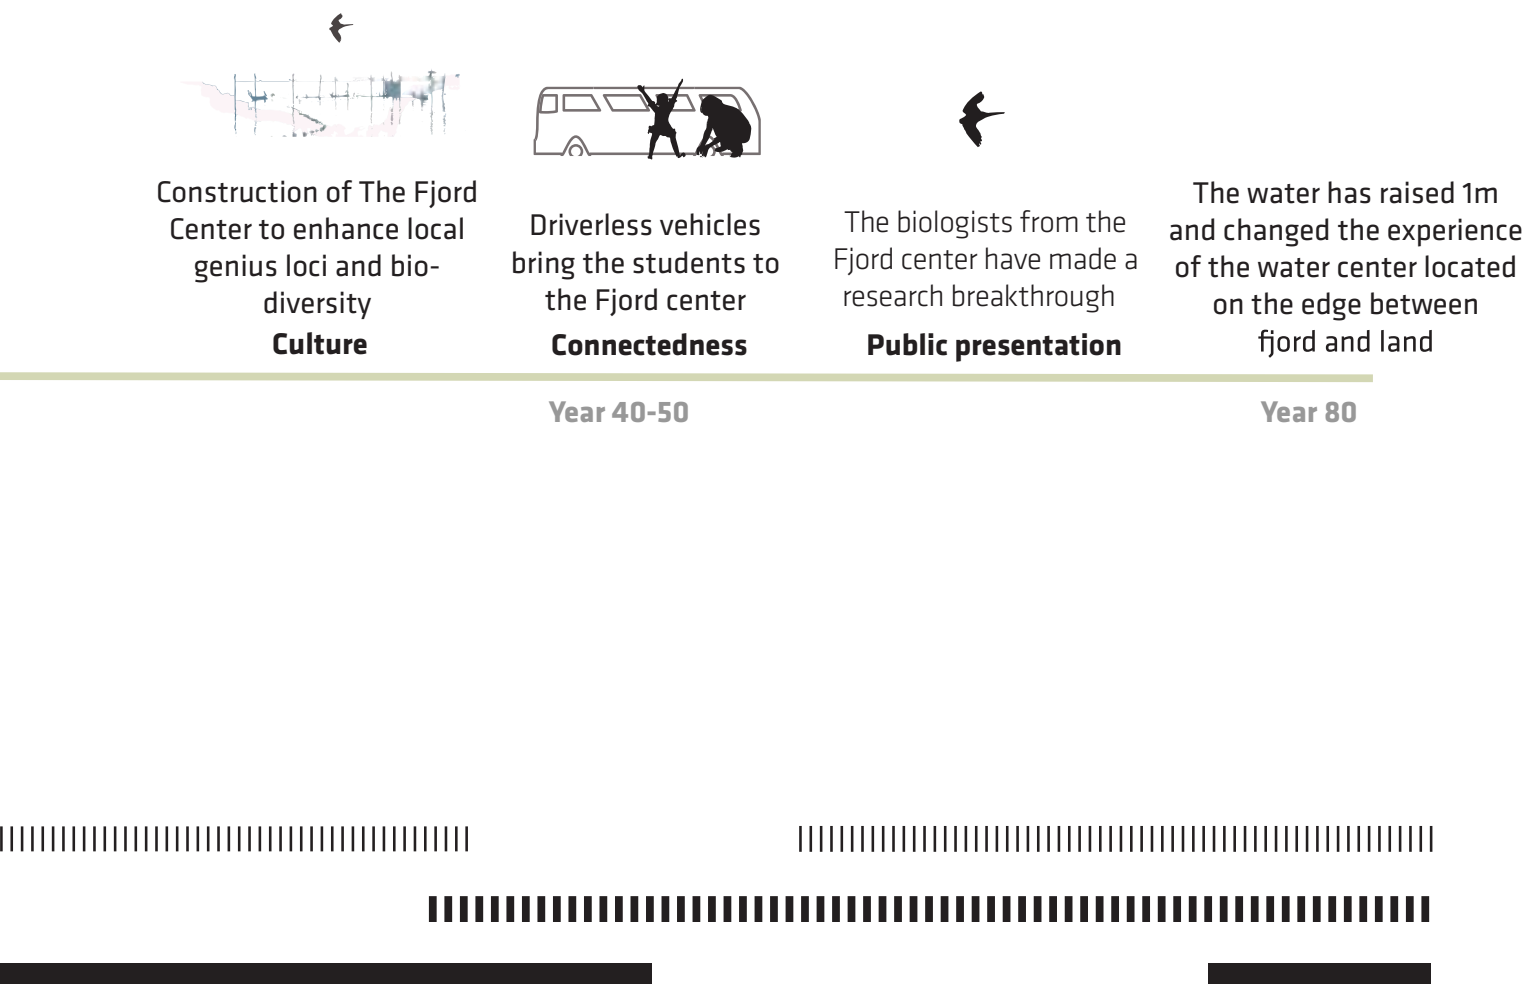 Construction of The Fjord
Center to enhance local
genius loci and bio-
diversity
Culture
Driverless vehicles
bring the students to
the Fjord center
Connectedness
The biologists from the
Fjord center have made a
research breakthrough
Public presentation
The water has raised 1m
and changed the experience
of the water center located
on the edge between
fjord and land
Year 40-50
Year 80